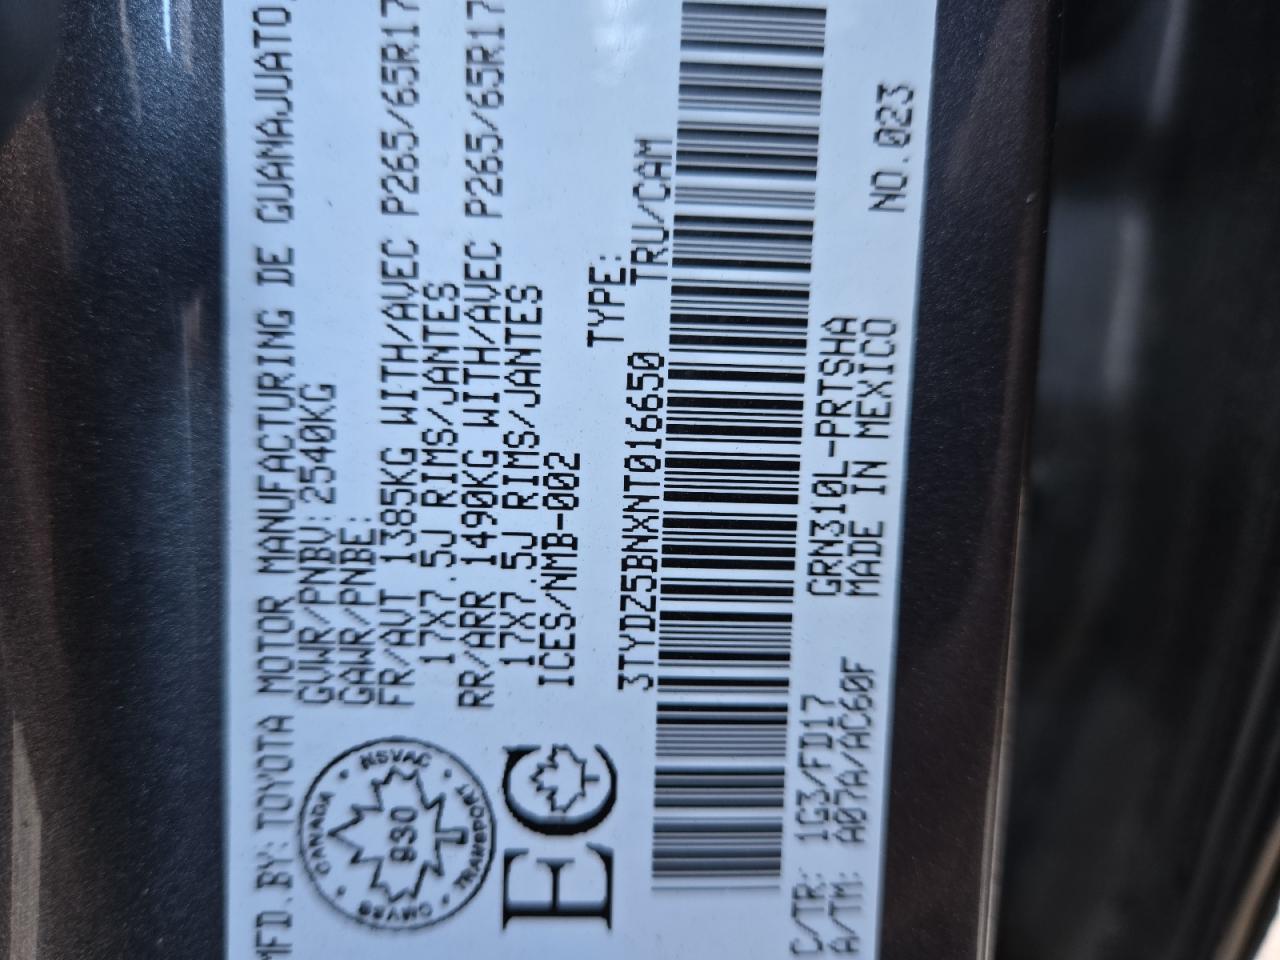 MFD.BY: TOYOTA MOTOR MANUFACTURING DE GUANAJUATO,
GVWR/PNBV: 2540KG
GAWR/PNBE:
FR/AVT 1385KG WITH/AVEC P265/65R17
17X7.5J RIMS/JANTES
RR/ARR 1490KG WITH/AVEC P265/65R17
17X7.5J RIMS/JANTES
ICES/NMB-002
CANADA • NSVAC • TRANSPORT • CMVSS
930
EC
TYPE:
3TYDZ5BNXNT016650 TRU/CAM
C/TR: 1G3/FD17 GRN310L-PRTSHA
A/TM: A07A/AC60F MADE IN MEXICO NO.023